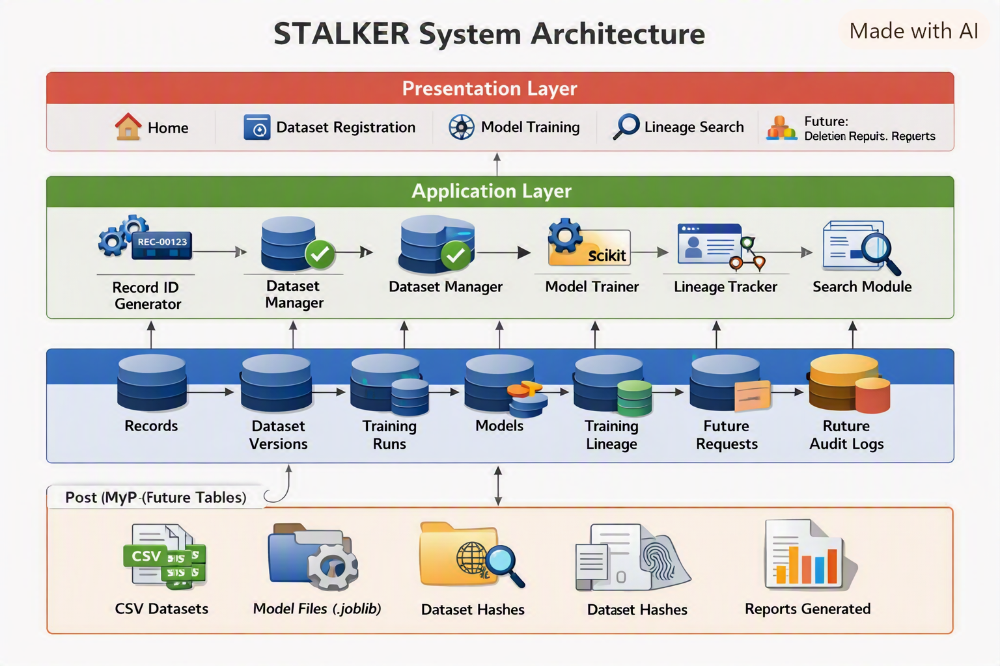 STALKER System Architecture
Made with AI
Presentation Layer
Home
Dataset Registration
Model Training
Lineage Search
Future:
Deletion Repuis. Reqıerts
Application Layer
REC-00123
Scikit
Record ID
Generator
Dataset
Manager
Dataset Manager
Model Trainer
Lineage Tracker
Search Module
Records
Dataset
Versions
Training
Runs
Models
Training
Lineage
Future
Requests
Ruture
Audit Logs
Post (MyP-(Future Tables)
CSV
CSV Datasets
Model Files (.joblib)
Dataset Hashes
Dataset Hashes
Reports Generated